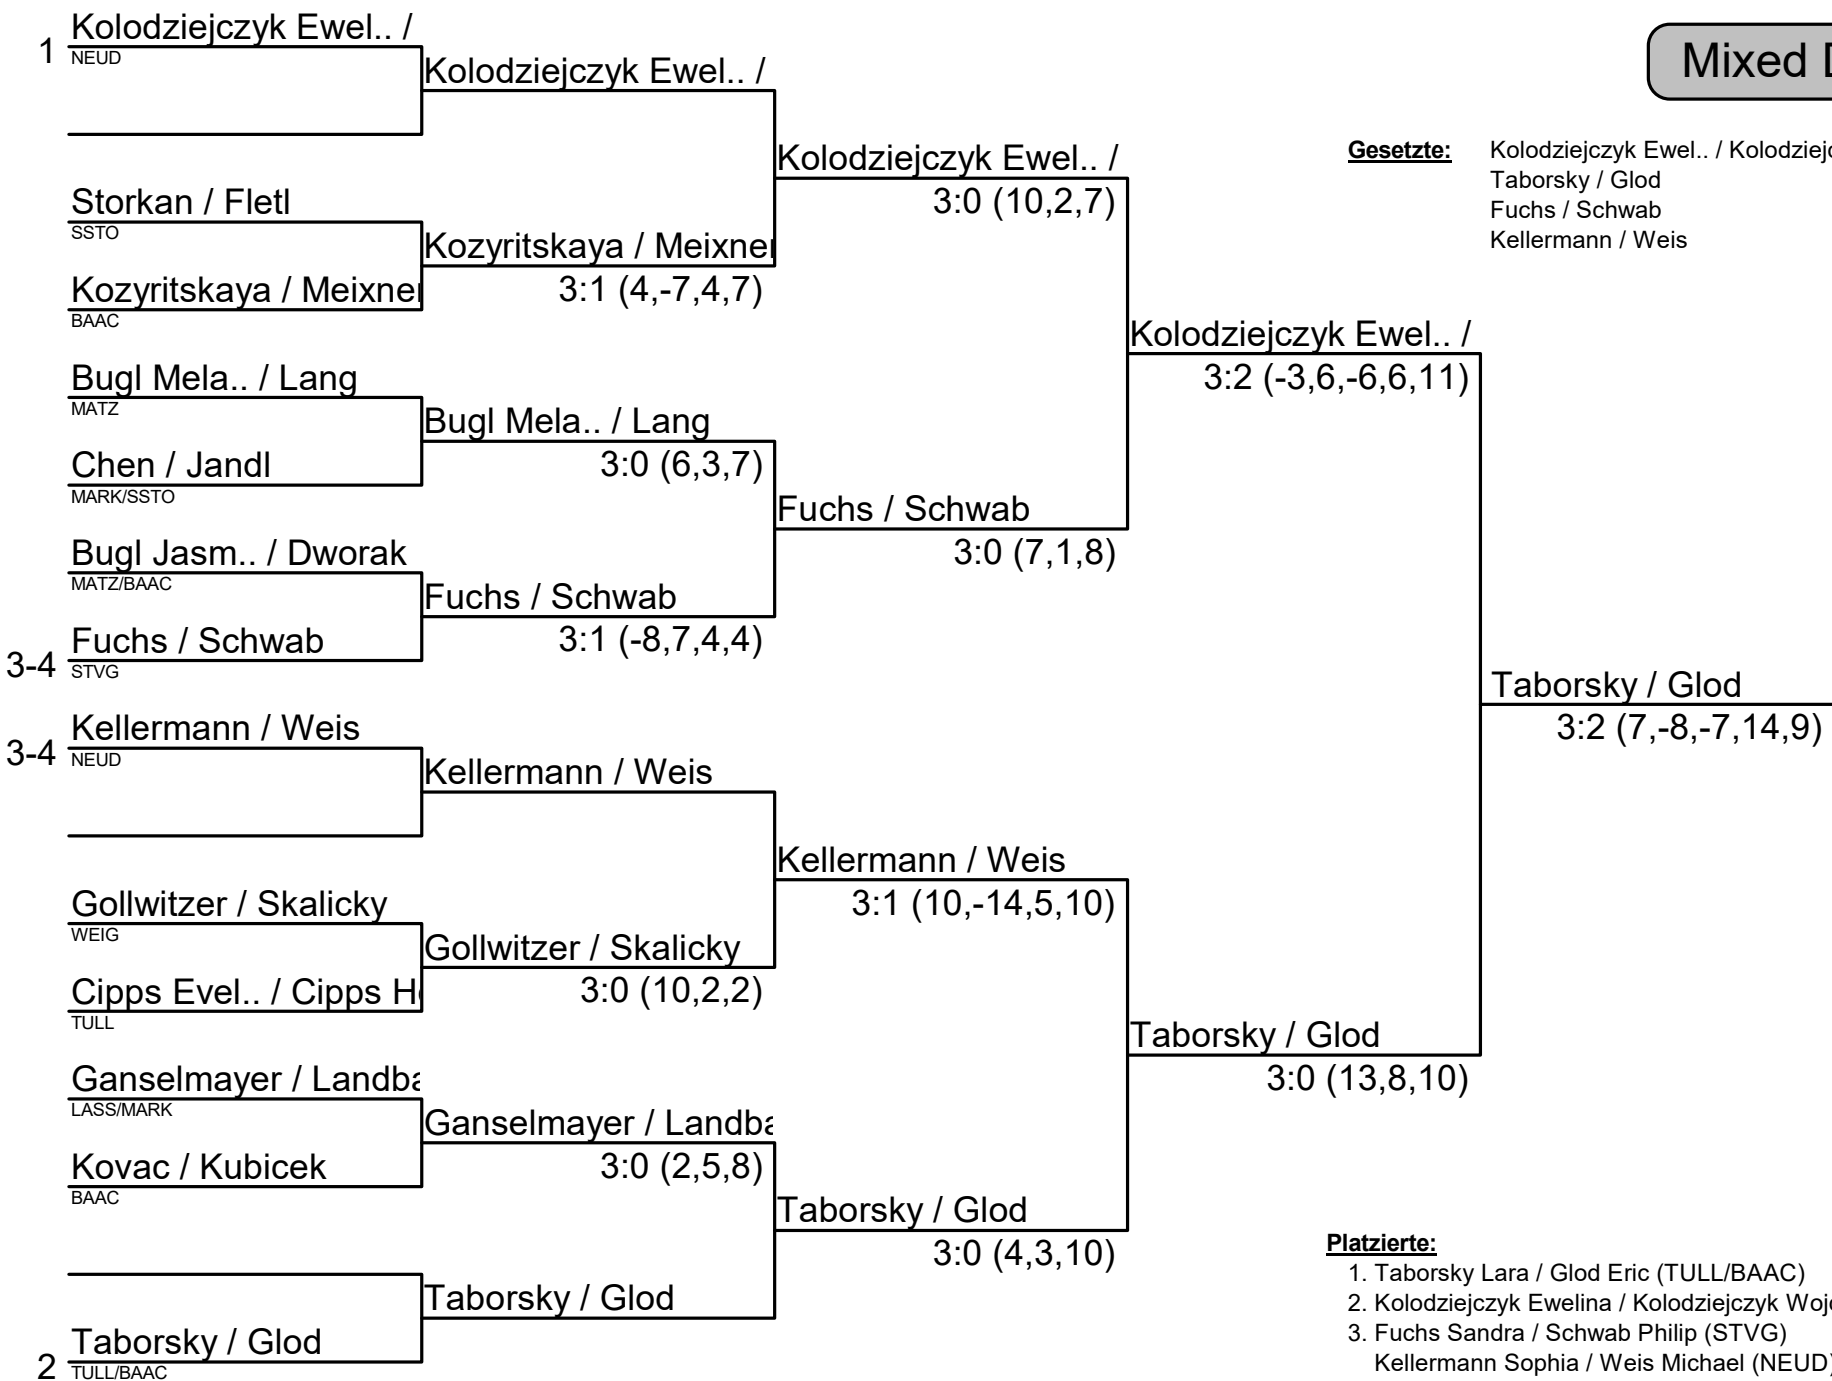 Mixed
Gesetzte:
Kolodziejczyk Ewel.. /
Taborsky / Glod
Fuchs / Schwab
Kellermann / Weis
1
Kolodziejczyk Ewel.. /
NEUD
Storkan / Fletl
SSTO
Kozyritskaya / Meixner
BAAC
Bugl Mela.. / Lang
MATZ
Chen / Jandl
MARK/SSTO
Bugl Jasm.. / Dworak
MATZ/BAAC
3-4
Fuchs / Schwab
STVG
3-4
Kellermann / Weis
NEUD
Gollwitzer / Skalicky
WEIG
Cipps Evel.. / Cipps
TULL
Ganselmayer /
LASS/MARK
Kovac / Kubicek
BAAC
2
Taborsky / Glod
TULL/BAAC
Kolodziejczyk Ewel.. /
Kozyritskaya / Meixner
3:1 (4,-7,4,7)
Bugl Mela.. / Lang
3:0 (6,3,7)
Fuchs / Schwab
3:1 (-8,7,4,4)
Kellermann / Weis
Gollwitzer / Skalicky
3:0 (10,2,2)
Ganselmayer /
3:0 (2,5,8)
Taborsky / Glod
Kolodziejczyk Ewel.. /
3:0 (10,2,7)
Fuchs / Schwab
3:0 (7,1,8)
Kellermann / Weis
3:1 (10,-14,5,10)
Taborsky / Glod
3:0 (4,3,10)
Kolodziejczyk Ewel.. /
3:2 (-3,6,-6,6,11)
Taborsky / Glod
3:0 (13,8,10)
Taborsky / Glod
3:2 (7,-8,-7,14,9)
Platzierte:
1. Taborsky Lara / Glod Eric (TULL/BAAC)
2. Kolodziejczyk Ewelina / Kolodziejczyk
3. Fuchs Sandra / Schwab Philip (STVG)
Kellermann Sophia / Weis Michael (NEUD)